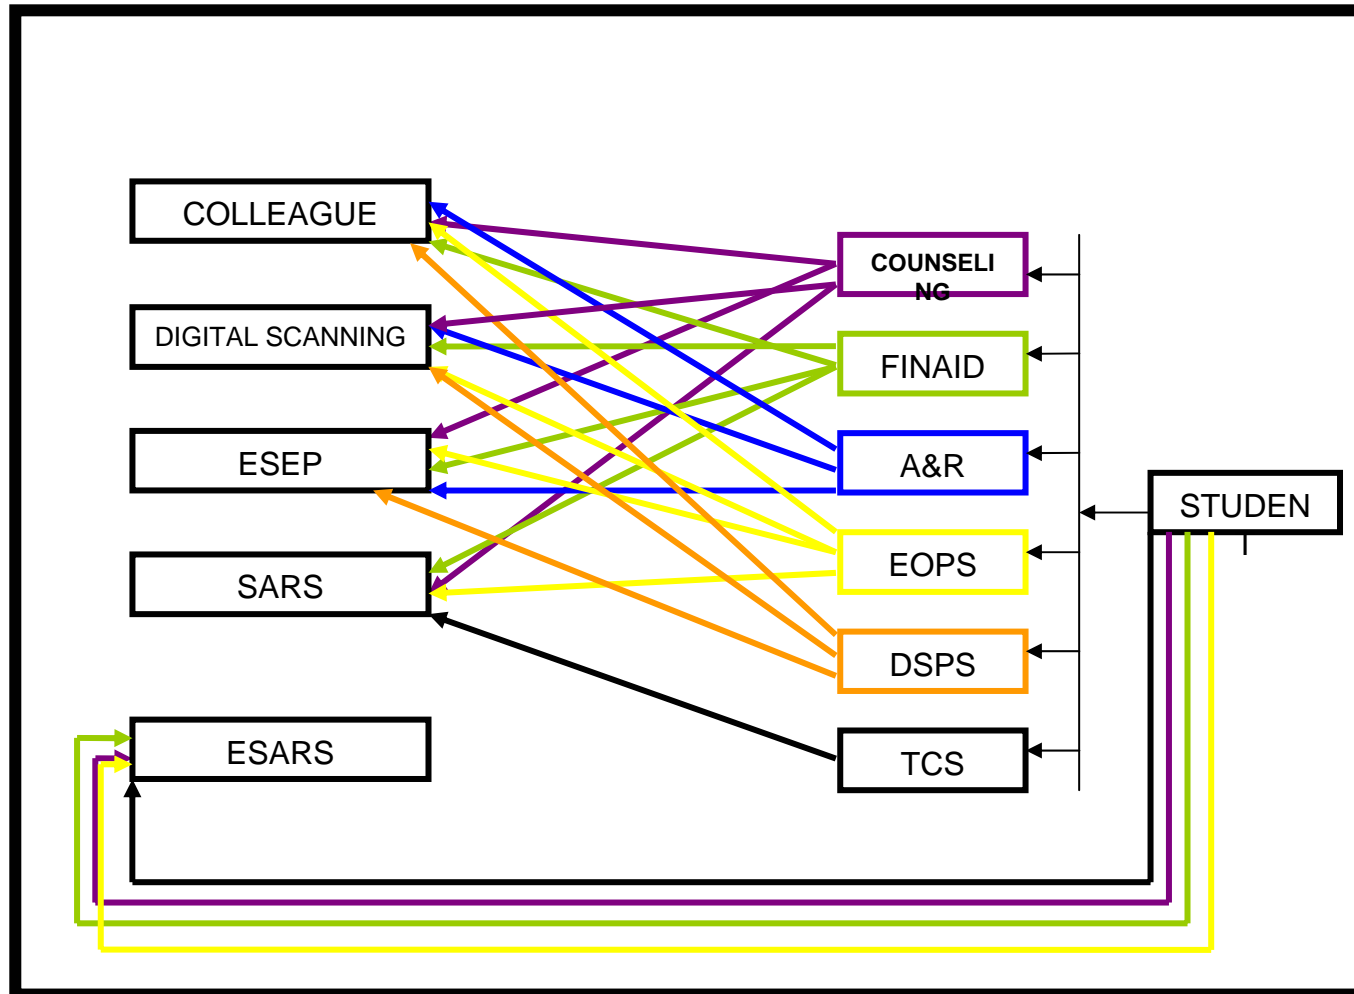 COLLEAGUE
DIGITAL SCANNING
ESEP
SARS
ESARS
COUNSELI
NG
FINAID
A&R
EOPS
DSPS
TCS
STUDEN